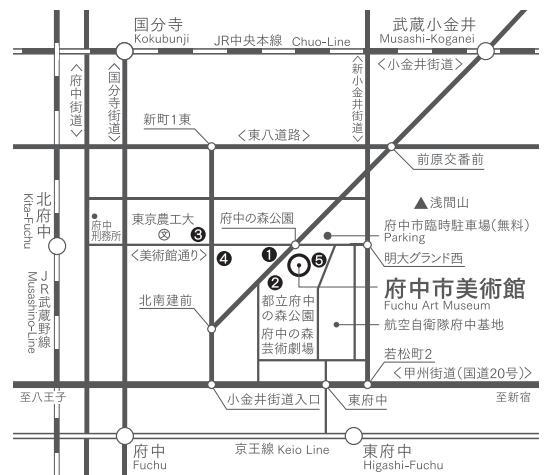 国分寺
Kokubunji
JR中央本線 Chuo-Line
武蔵小金井
Musashi-Koganei
〈府中街道〉
〈国分寺街道〉
〈新小金井街道〉
〈小金井街道〉
新町1東
〈東八道路〉
前原交番前
北府中
Kita-Fuchu
JR武蔵野線
Musashino-Line
府中
刑務所
東京農工大
文
❸
府中の森公園
▲浅間山
府中市臨時駐車場(無料)
Parking
〈美術館通り〉
❹
❶
❷
❺
明大グランド西
府中市美術館
Fuchu Art Museum
北南建前
都立府中
の森公園
府中の森
芸術劇場
航空自衛隊府中基地
若松町2
〈甲州街道(国道20号)〉
至八王子
小金井街道入口
東府中
至新宿
府中
Fuchu
京王線 Keio Line
東府中
Higashi-Fuchu